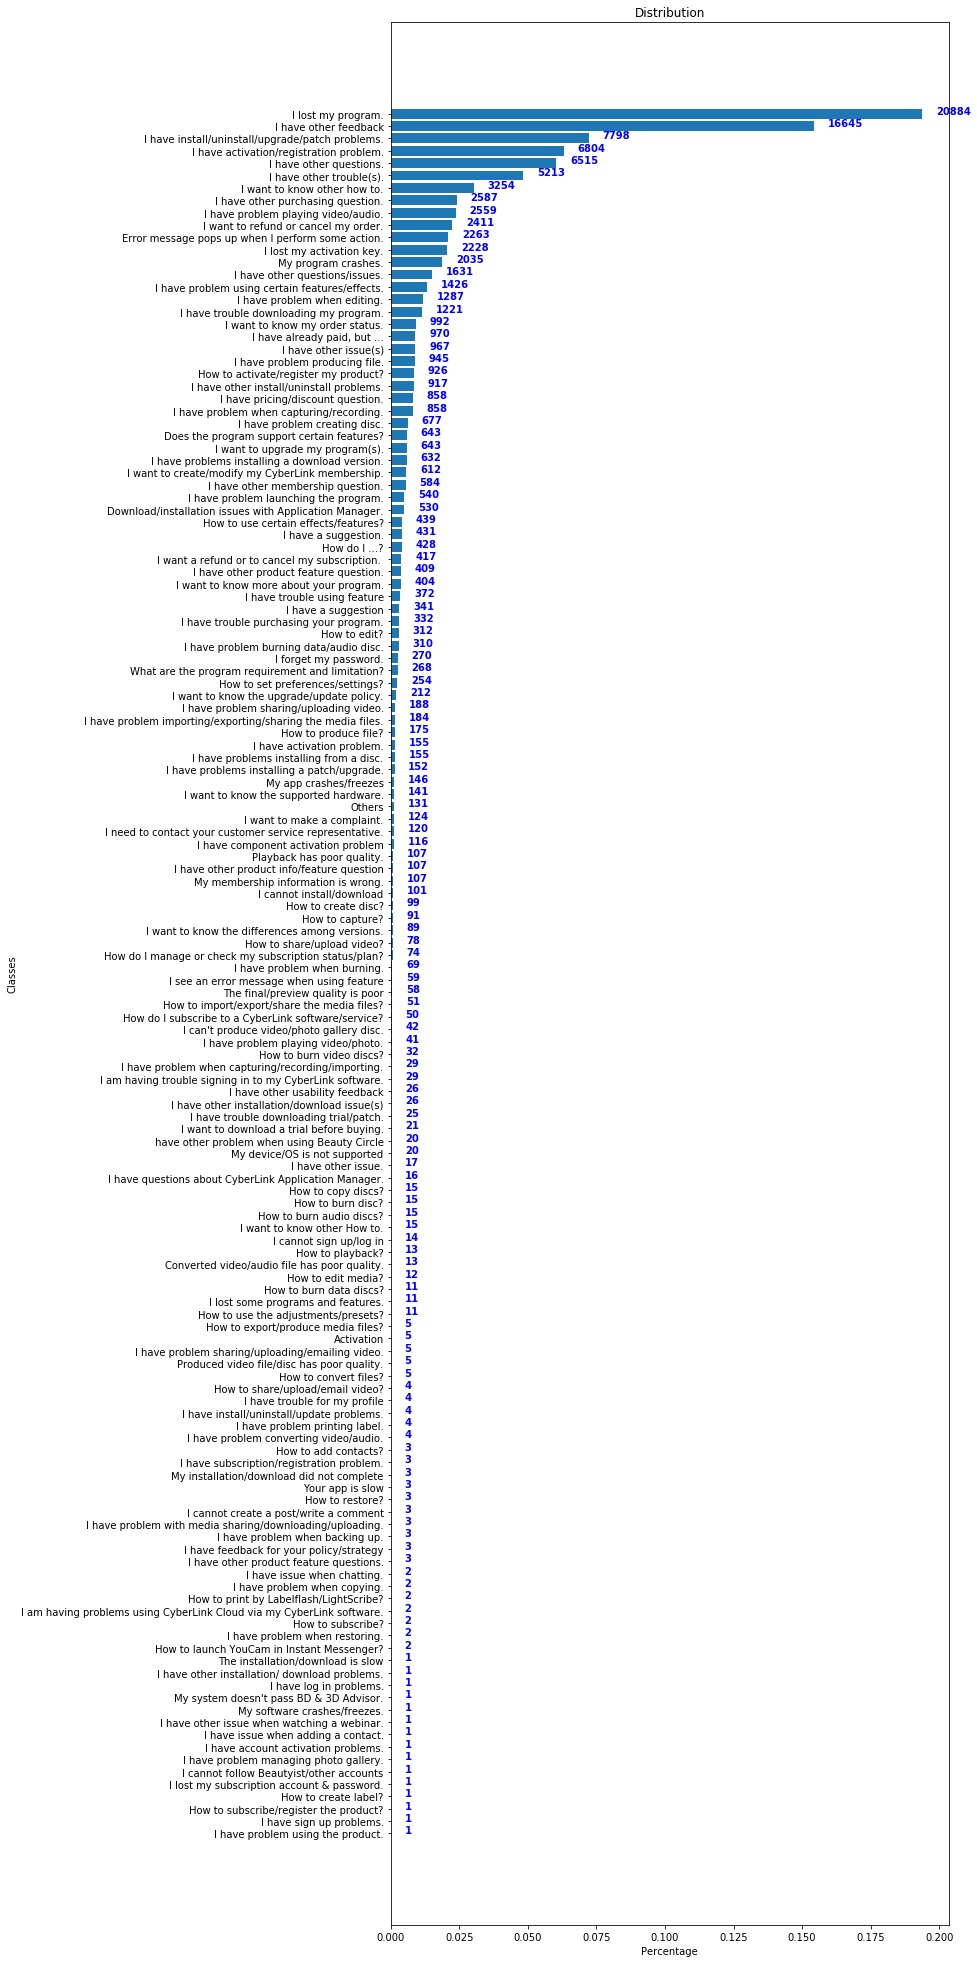 Distribution
I lost my program. 20884
I have other feedback 16645
I have install/uninstall/upgrade/patch problems. 7798
I have activation/registration problem. 6804
I have other questions. 6515
I have other trouble(s). 5213
I want to know other how to. 3254
I have other purchasing question. 2587
I have problem playing video/audio. 2559
I want to refund or cancel my order. 2411
Error message pops up when I perform some action. 2263
I lost my activation key. 2228
My program crashes. 2035
I have other questions/issues. 1631
I have problem using certain features/effects. 1426
I have problem when editing. 1287
I have trouble downloading my program. 1221
I want to know my order status. 992
I have already paid, but ... 970
I have other issue(s) 967
I have problem producing file. 945
How to activate/register my product? 926
I have other install/uninstall problems. 917
I have pricing/discount question. 858
I have problem when capturing/recording. 858
I have problem creating disc. 677
Does the program support certain features? 643
I want to upgrade my program(s). 643
I have problems installing a download version. 632
I want to create/modify my CyberLink membership. 612
I have other membership question. 584
I have problem launching the program. 540
Download/installation issues with Application Manager. 530
How to use certain effects/features? 439
I have a suggestion. 431
How do I ...? 428
I want a refund or to cancel my subscription. 417
I have other product feature question. 409
I want to know more about your program. 404
I have trouble using feature 372
I have a suggestion 341
I have trouble purchasing your program. 332
How to edit? 312
I have problem burning data/audio disc. 310
I forget my password. 270
What are the program requirement and limitation? 268
How to set preferences/settings? 254
I want to know the upgrade/update policy. 212
I have problem sharing/uploading video. 188
I have problem importing/exporting/sharing the media files. 184
How to produce file? 175
I have activation problem. 155
I have problems installing from a disc. 155
I have problems installing a patch/upgrade. 152
My app crashes/freezes 146
I want to know the supported hardware. 141
Others 131
I want to make a complaint. 124
I need to contact your customer service representative. 120
I have component activation problem 116
Playback has poor quality. 107
I have other product info/feature question 107
My membership information is wrong. 107
I cannot install/download 101
How to create disc? 99
How to capture? 91
I want to know the differences among versions. 89
How to share/upload video? 78
How do I manage or check my subscription status/plan? 74
I have problem when burning. 69
Classes
I see an error message when using feature 59
The final/preview quality is poor 58
How to import/export/share the media files? 51
How do I subscribe to a CyberLink software/service? 50
I can't produce video/photo gallery disc. 42
I have problem playing video/photo. 41
How to burn video discs? 32
I have problem when capturing/recording/importing. 29
I am having trouble signing in to my CyberLink software. 29
I have other usability feedback 26
I have other installation/download issue(s) 26
I have trouble downloading trial/patch. 25
I want to download a trial before buying. 21
have other problem when using Beauty Circle 20
My device/OS is not supported 20
I have other issue. 17
I have questions about CyberLink Application Manager. 16
How to copy discs? 15
How to burn disc? 15
How to burn audio discs? 15
I want to know other How to. 15
I cannot sign up/log in 14
How to playback? 13
Converted video/audio file has poor quality. 13
How to edit media? 12
How to burn data discs? 11
I lost some programs and features. 11
How to use the adjustments/presets? 11
How to export/produce media files? 5
Activation 5
I have problem sharing/uploading/emailing video. 5
Produced video file/disc has poor quality. 5
How to convert files? 5
How to share/upload/email video? 4
I have trouble for my profile 4
I have install/uninstall/update problems. 4
I have problem printing label. 4
I have problem converting video/audio. 4
How to add contacts? 3
I have subscription/registration problem. 3
My installation/download did not complete 3
Your app is slow 3
How to restore? 3
I cannot create a post/write a comment 3
I have problem with media sharing/downloading/uploading. 3
I have problem when backing up. 3
I have feedback for your policy/strategy 3
I have other product feature questions. 3
I have issue when chatting. 2
I have problem when copying. 2
How to print by Labelflash/LightScribe? 2
I am having problems using CyberLink Cloud via my CyberLink software. 2
How to subscribe? 2
I have problem when restoring. 2
How to launch YouCam in Instant Messenger? 2
The installation/download is slow 1
I have other installation/ download problems. 1
I have log in problems. 1
My system doesn't pass BD & 3D Advisor. 1
My software crashes/freezes. 1
I have other issue when watching a webinar. 1
I have issue when adding a contact. 1
I have account activation problems. 1
I have problem managing photo gallery. 1
I cannot follow Beautyist/other accounts 1
I lost my subscription account & password. 1
How to create label? 1
How to subscribe/register the product? 1
I have sign up problems. 1
I have problem using the product. 1
0.000 0.025 0.050 0.075 0.100 0.125 0.150 0.175 0.200
Percentage